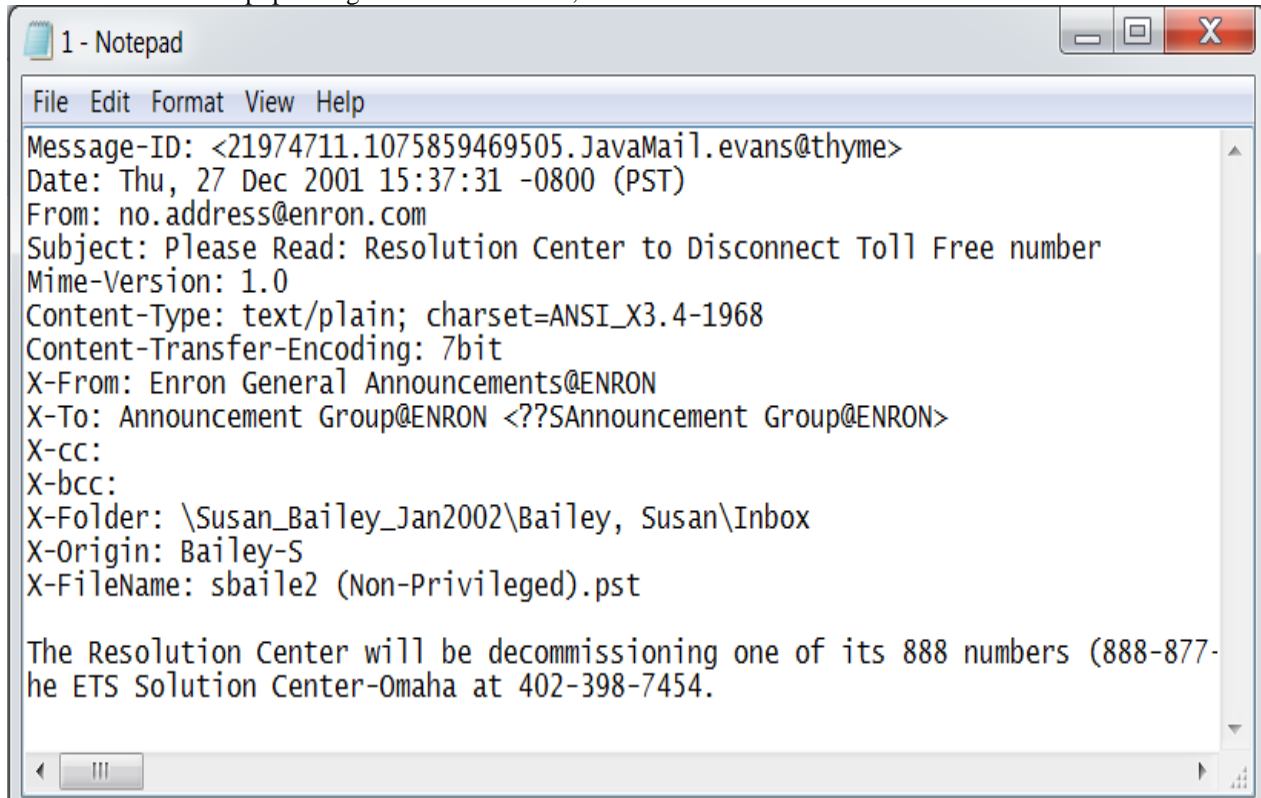 1 - Notepad
File Edit Format View Help
Message-ID: <21974711.1075859469505.JavaMail.evans@thyme>
Date: Thu, 27 Dec 2001 15:37:31 -0800 (PST)
From: no.address@enron.com
Subject: Please Read: Resolution Center to Disconnect Toll Free number
Mime-Version: 1.0
Content-Type: text/plain; charset=ANSI_X3.4-1968
Content-Transfer-Encoding: 7bit
X-From: Enron General Announcements@ENRON
X-To: Announcement Group@ENRON <??SAnnouncement Group@ENRON>
X-cc:
X-bcc:
X-Folder: \Susan_Bailey_Jan2002\Bailey, Susan\Inbox
X-Origin: Bailey-S
X-FileName: sbaile2 (Non-Privileged).pst
The Resolution Center will be decommissioning one of its 888 numbers (888-877-
he ETS Solution Center-Omaha at 402-398-7454.